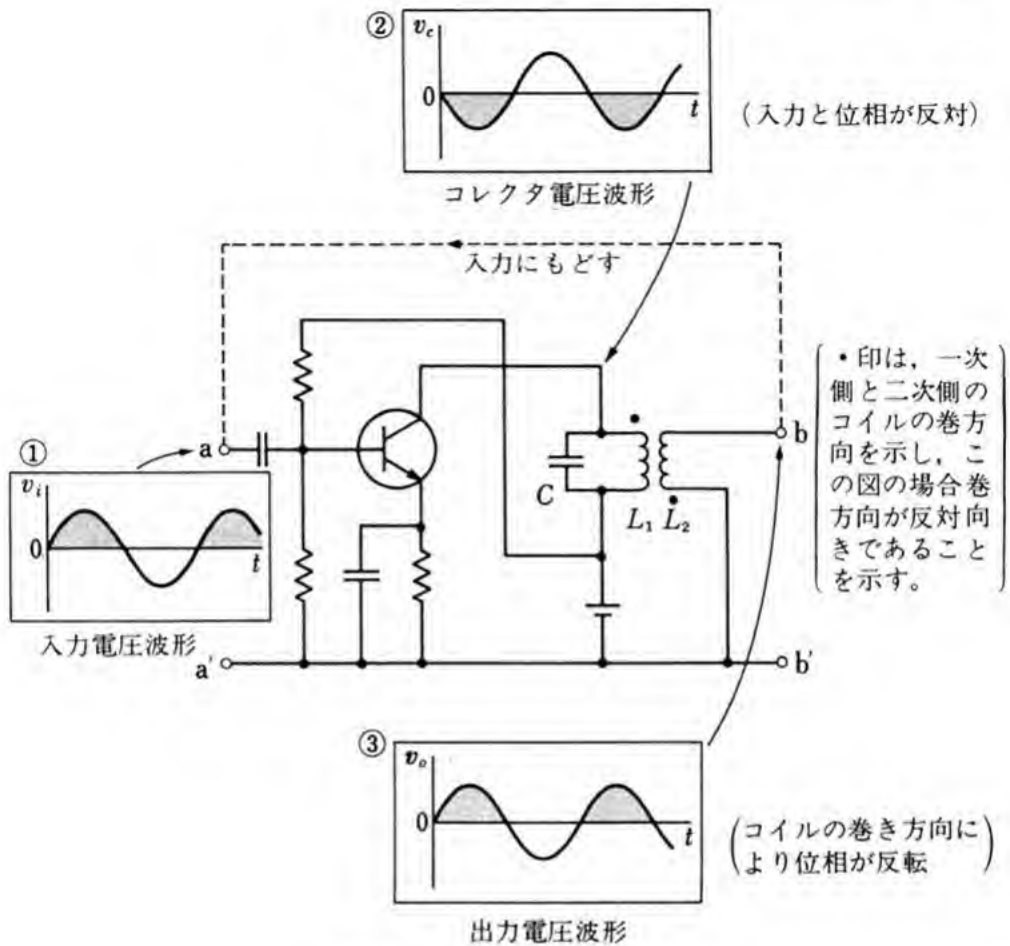 ②
v_c
0
t
(入力と位相が反対)
コレクタ電圧波形
入力にもどす
①
a
b
v_i
0
t
入力電圧波形
C
L₁
L₂
•印は，一次
側と二次側の
コイルの巻方
向を示し，こ
の図の場合巻
方向が反対向
きであること
を示す。
a'
b'
③
v_o
0
t
(コイルの巻き方向に
より位相が反転)
出力電圧波形